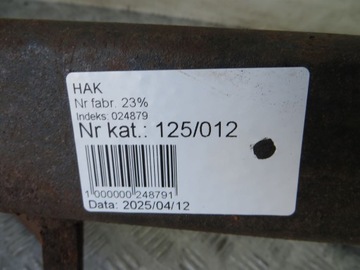 HAK
Nr fabr. 23%
Indeks: 024879
Nr kat.: 125/012
1 000000 248791
Data: 2025/04/12